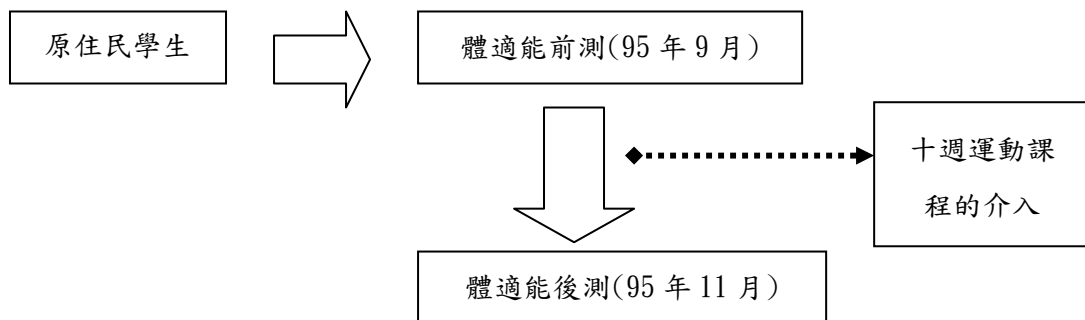 原住民學生
體適能前測(95 年 9 月)
十週運動課
程的介入
體適能後測(95 年 11 月)